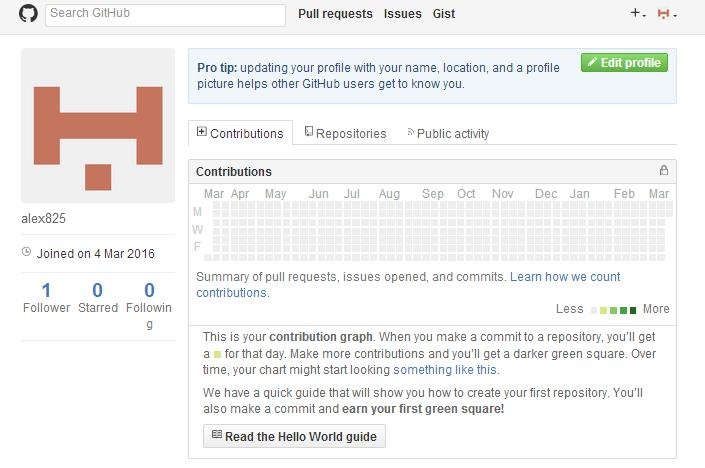 Search GitHub
Pull requests Issues Gist
Pro tip: updating your profile with your name, location, and a profile
picture helps other GitHub users get to know you.
Edit profile
alex825
Joined on 4 Mar 2016
1 0 0
Follower Starred Followin
g
Contributions Repositories Public activity
Contributions
Mar Apr May Jun Jul Aug Sep Oct Nov Dec Jan Feb Mar
M
W
F
Summary of pull requests, issues opened, and commits. Learn how we count
contributions.
Less More
This is your contribution graph. When you make a commit to a repository, you'll get
a for that day. Make more contributions and you'll get a darker green square. Over
time, your chart might start looking something like this.
We have a quick guide that will show you how to create your first repository. You'll
also make a commit and earn your first green square!
Read the Hello World guide